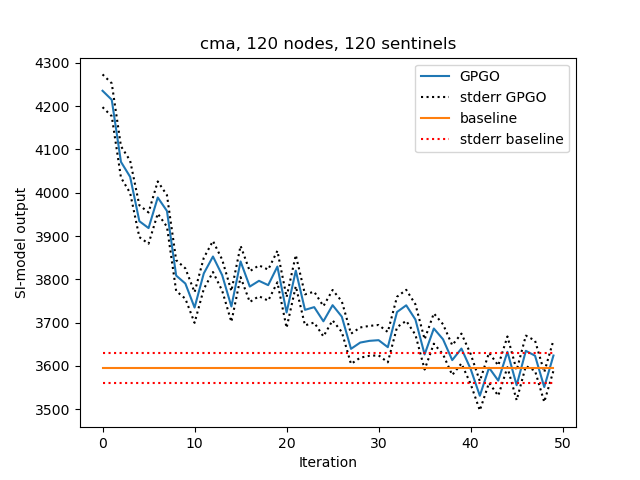 cma, 120 nodes, 120 sentinels
GPGO
stderr GPGO
baseline
stderr baseline
SI-model output
4300
4200
4100
4000
3900
3800
3700
3600
3500
0 10 20 30 40 50
Iteration